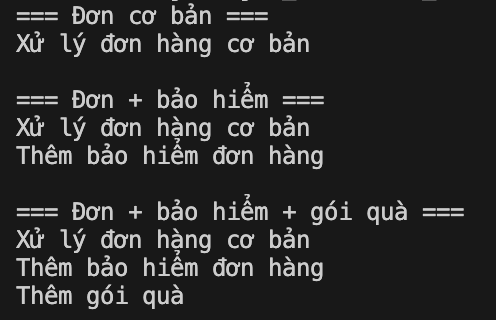 === Đơn cơ bản ===
Xử lý đơn hàng cơ bản
=== Đơn + bảo hiểm ===
Xử lý đơn hàng cơ bản
Thêm bảo hiểm đơn hàng
=== Đơn + bảo hiểm + gói quà ===
Xử lý đơn hàng cơ bản
Thêm bảo hiểm đơn hàng
Thêm gói quà